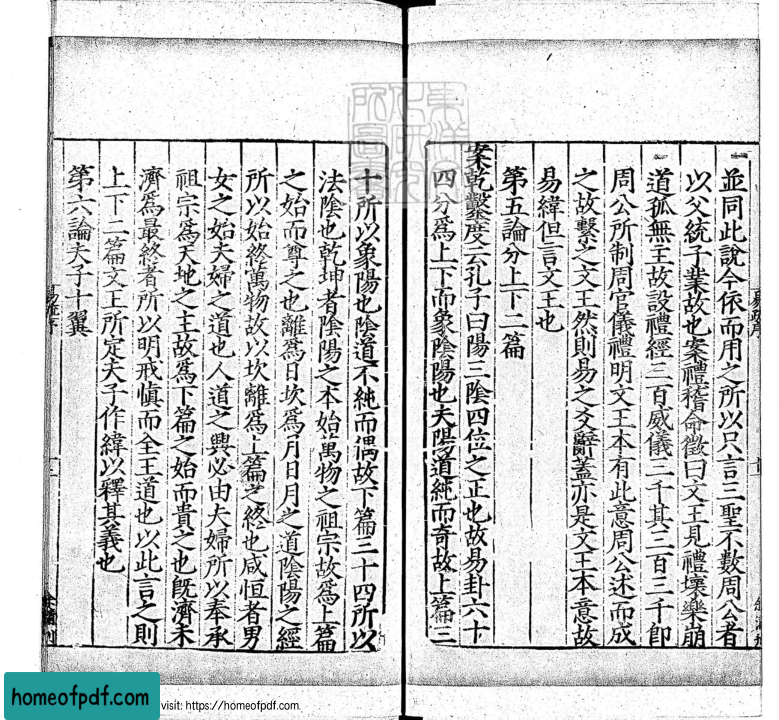 並同此說今依而用之所以只言三聖不數周公者
以父統子業故也案禮稽命徵曰文王見禮壞樂崩
道孤無主故設禮經三百威儀三千其三百三千即
周公所制周官儀禮明文王本有此意周公述而成
之故繫之文王然則易之爻辭蓋亦是文王本意故
易緯但言文王也
第五論分上下二篇
案乾鑿度云孔子曰陽三陰四位之正也故易卦六十
四分為上下而象陰陽也夫陽道純而奇故上篇三
十所以象陽也陰道不純而偶故下篇三十四所以
法陰也乾坤者陰陽之本始萬物之祖宗故為上篇
之始而尊之也離為日坎為月日月之道陰陽之經
所以始終萬物故以坎離為上篇之終也咸恒者男
女之始夫婦之道也人道之興必由夫婦所以奉承
祖宗為天地之主故為下篇之始而貴之也旣濟未
濟為最終者所以明戒慎而全王道也以此言之則
上下二篇文王所定夫子作緯以釋其義也
第六論夫子十翼
homeofpdf.com
visit: https://homeofpdf.com